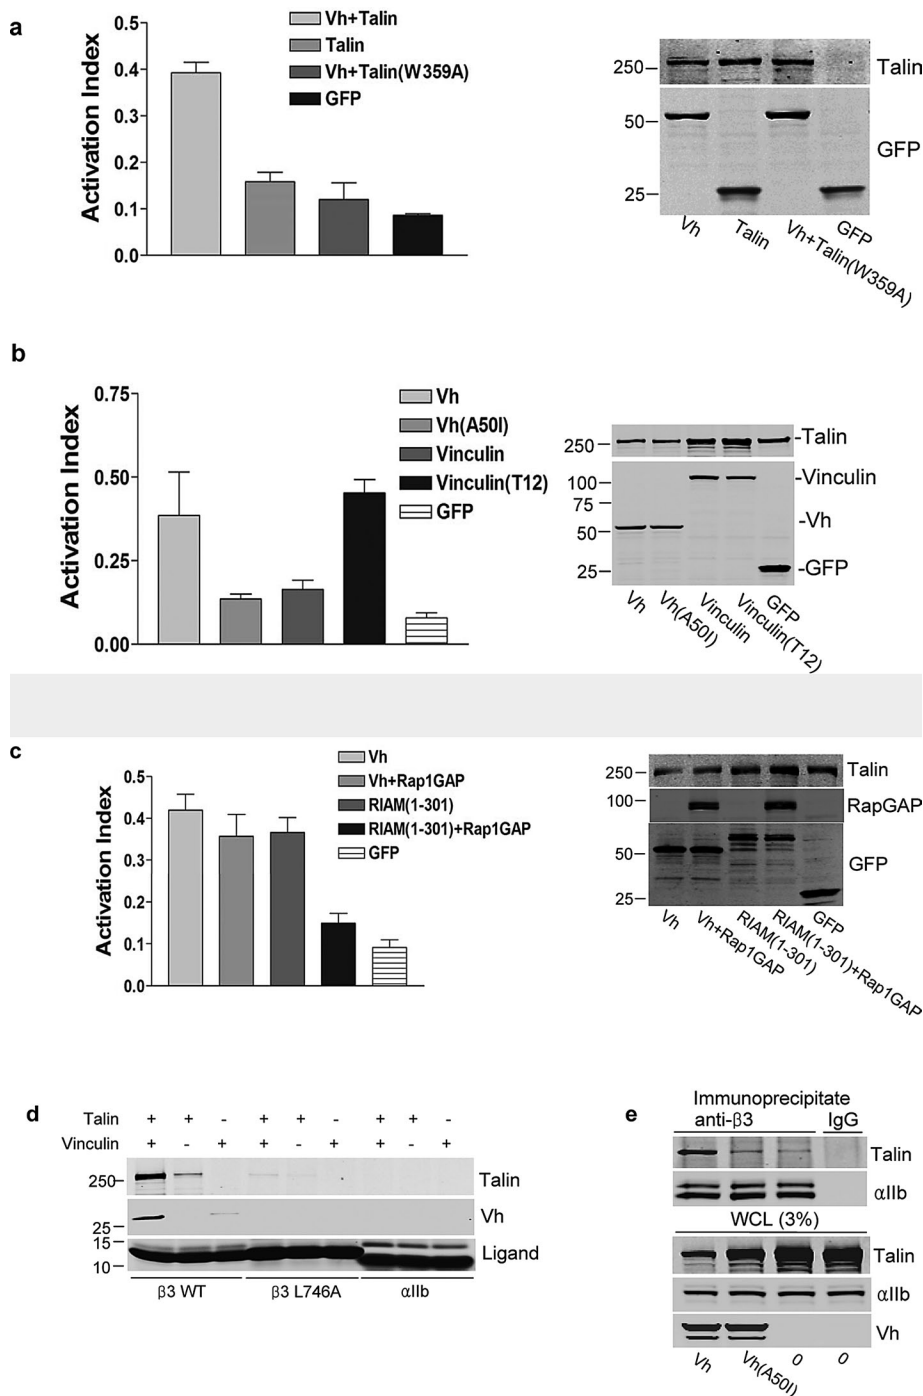 a
Activation Index
0.5
0.4
0.3
0.2
0.1
0.0
Vh+Talin
Talin
Vh+Talin(W359A)
GFP
250
50
25
Talin
GFP
Vh
Talin
Vh+Talin(W359A)
GFP
b
Activation Index
0.75
0.50
0.25
0.00
Vh
Vh(A50I)
Vinculin
Vinculin(T12)
GFP
250
100
75
50
25
-Talin
-Vinculin
-Vh
-GFP
Vh
Vh(A50I)
Vinculin
Vinculin(T12)
GFP
c
Activation Index
0.5
0.4
0.3
0.2
0.1
0.0
Vh
Vh+Rap1GAP
RIAM(1-301)
RIAM(1-301)+Rap1GAP
GFP
250
100
50
25
Talin
RapGAP
GFP
Vh
Vh+Rap1GAP
RIAM(1-301)
RIAM(1-301)+Rap1GAP
GFP
d
Talin + + - + + - + + -
Vinculin + - + + - + + - +
250
25
15
10
Talin
Vh
Ligand
β3 WT
β3 L746A
αIIb
e
Immunoprecipitate
anti-β3 IgG
Talin
αIIb
WCL (3%)
Talin
αIIb
Vh
Vh
Vh(A50I)
0
0